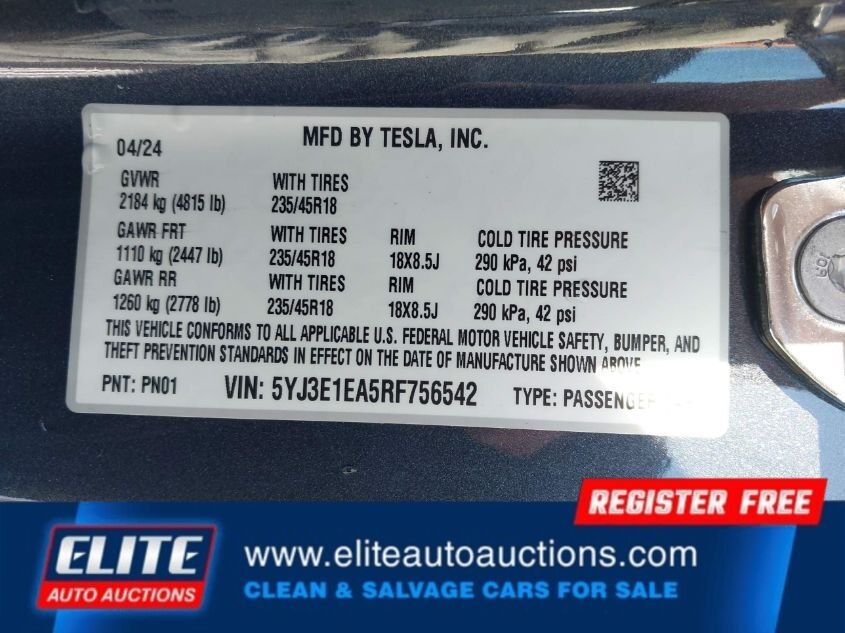 04/24
MFD BY TESLA, INC.
GVWR WITH TIRES
2184 kg (4815 lb) 235/45R18
GAWR FRT WITH TIRES RIM COLD TIRE PRESSURE
1110 kg (2447 lb) 235/45R18 18X8.5J 290 kPa, 42 psi
GAWR RR WITH TIRES RIM COLD TIRE PRESSURE
1260 kg (2778 lb) 235/45R18 18X8.5J 290 kPa, 42 psi
THIS VEHICLE CONFORMS TO ALL APPLICABLE U.S. FEDERAL MOTOR VEHICLE SAFETY, BUMPER, AND
THEFT PREVENTION STANDARDS IN EFFECT ON THE DATE OF MANUFACTURE SHOWN ABOVE
PNT: PN01 VIN: 5YJ3E1EA5RF756542 TYPE: PASSENGER
10.9
REGISTER FREE
ELITE
AUTO AUCTIONS
www.eliteautoauctions.com
CLEAN & SALVAGE CARS FOR SALE